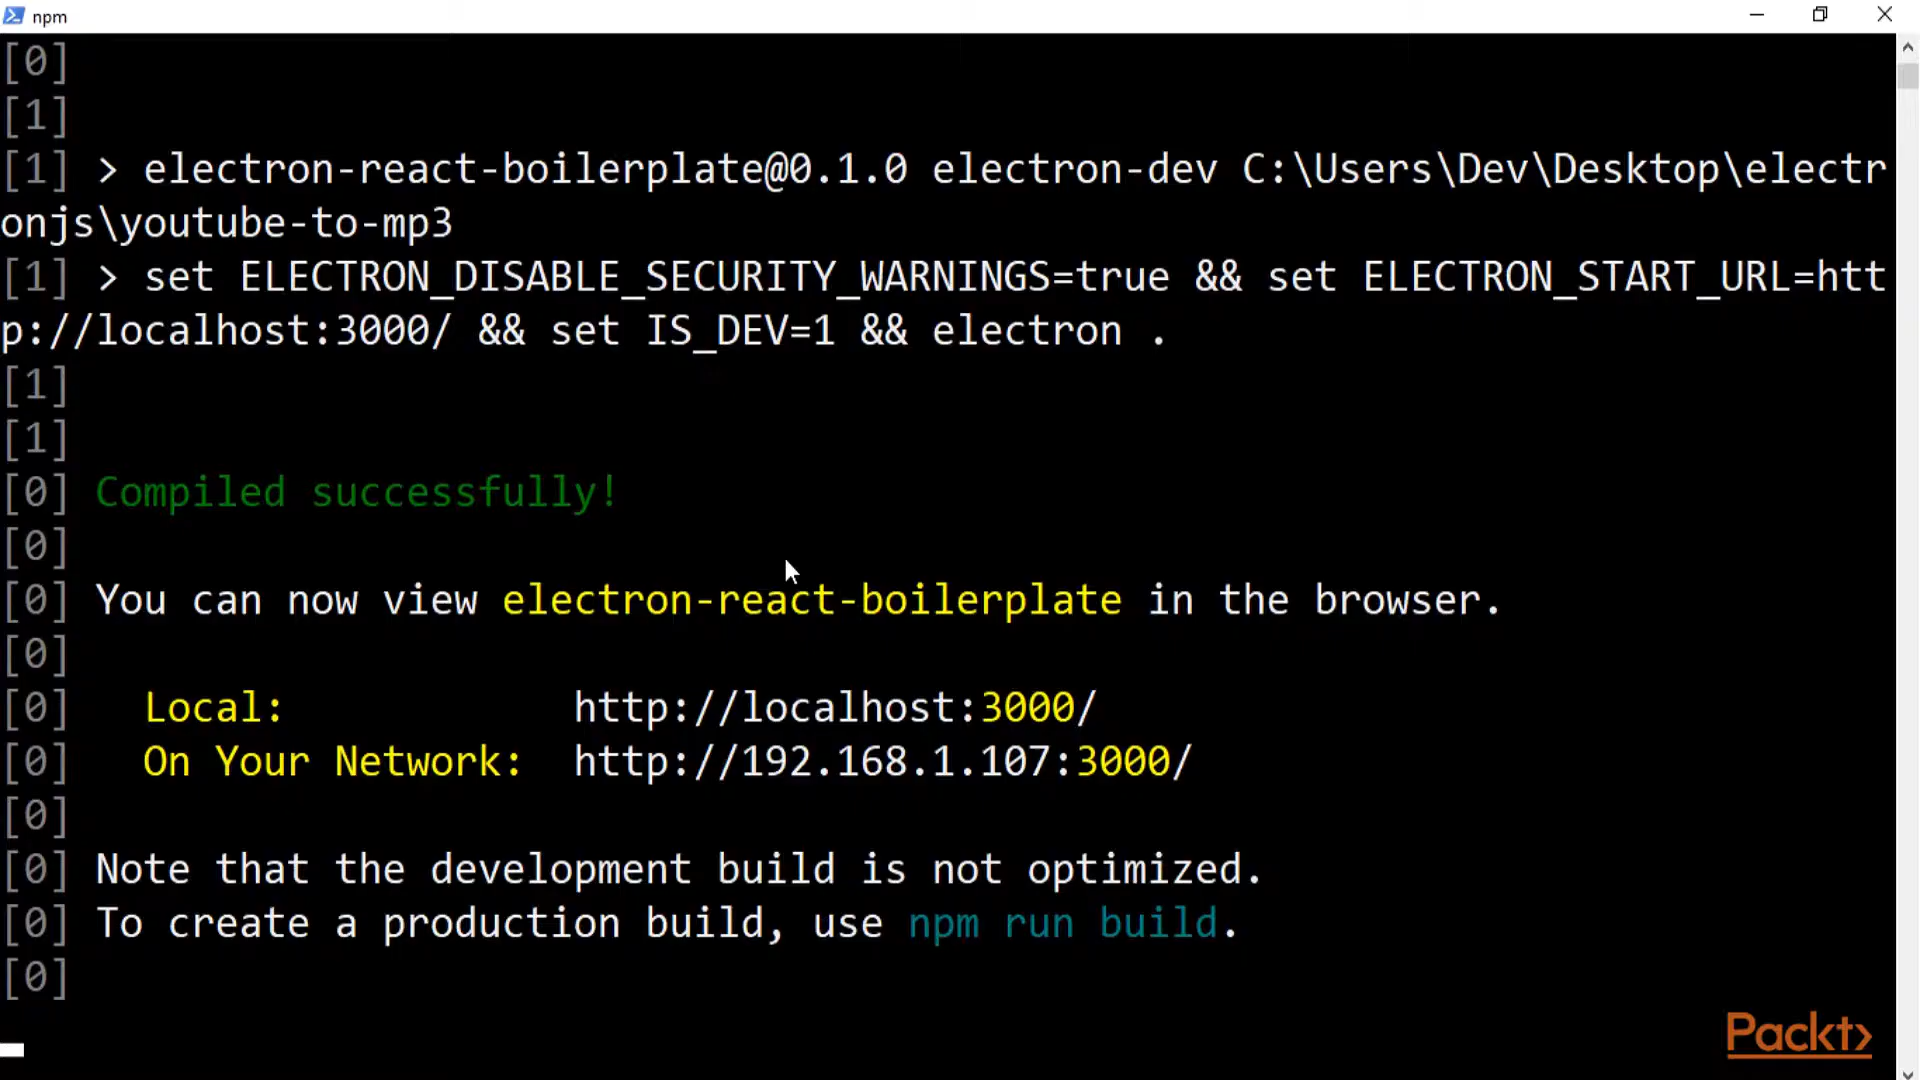 npm
[0]
[1]
[1] > electron-react-boilerplate@0.1.0 electron-dev C:\Users\Dev\Desktop\electr
onjs\youtube-to-mp3
[1] > set ELECTRON_DISABLE_SECURITY_WARNINGS=true && set ELECTRON_START_URL=htt
p://localhost:3000/ && set IS_DEV=1 && electron .
[1]
[1]
[0] Compiled successfully!
[0]
[0] You can now view electron-react-boilerplate in the browser.
[0]
[0]   Local:            http://localhost:3000/
[0]   On Your Network:  http://192.168.1.107:3000/
[0]
[0] Note that the development build is not optimized.
[0] To create a production build, use npm run build.
[0]
Packt>